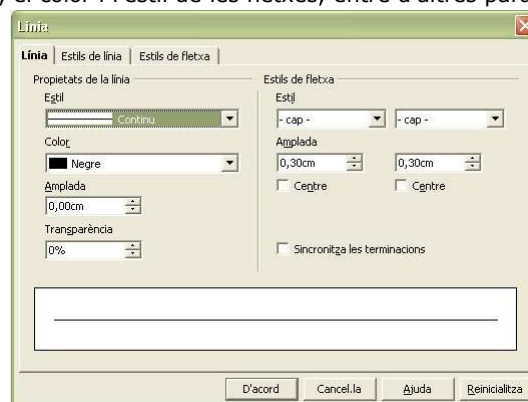 el color i l'estil de les fletxes, entre d'altres parà
Línia
Línia Estils de línia Estils de fletxa
Propietats de la línia
Estil
Continu
Color
Negre
Amplada
0,00cm
Transparència
0%
Estils de fletxa
Estil
- cap - - cap -
Amplada
0,30cm 0,30cm
Centre Centre
Sincronitza les terminacions
D'acord Cancel.la Ajuda Reinicialitza